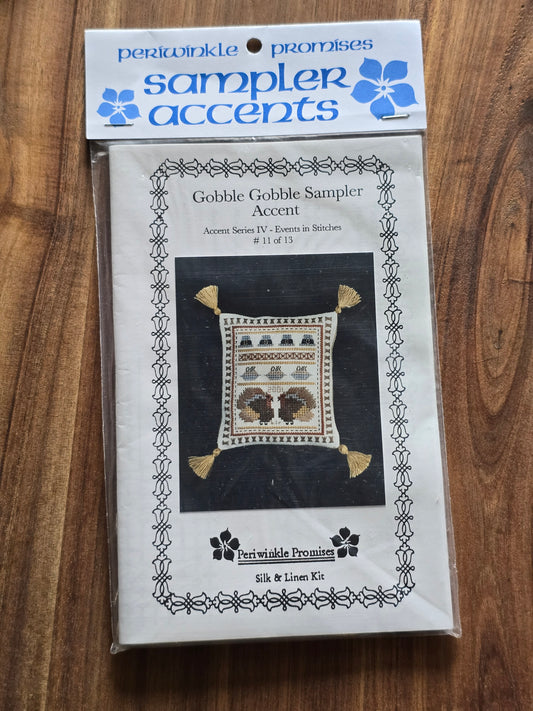 periwinkle promises
sampler
accents
Gobble Gobble Sampler
Accent
Accent Series IV - Events in Stitches
# 11 of 13
2001
Periwinkle Promises
Silk & Linen Kit